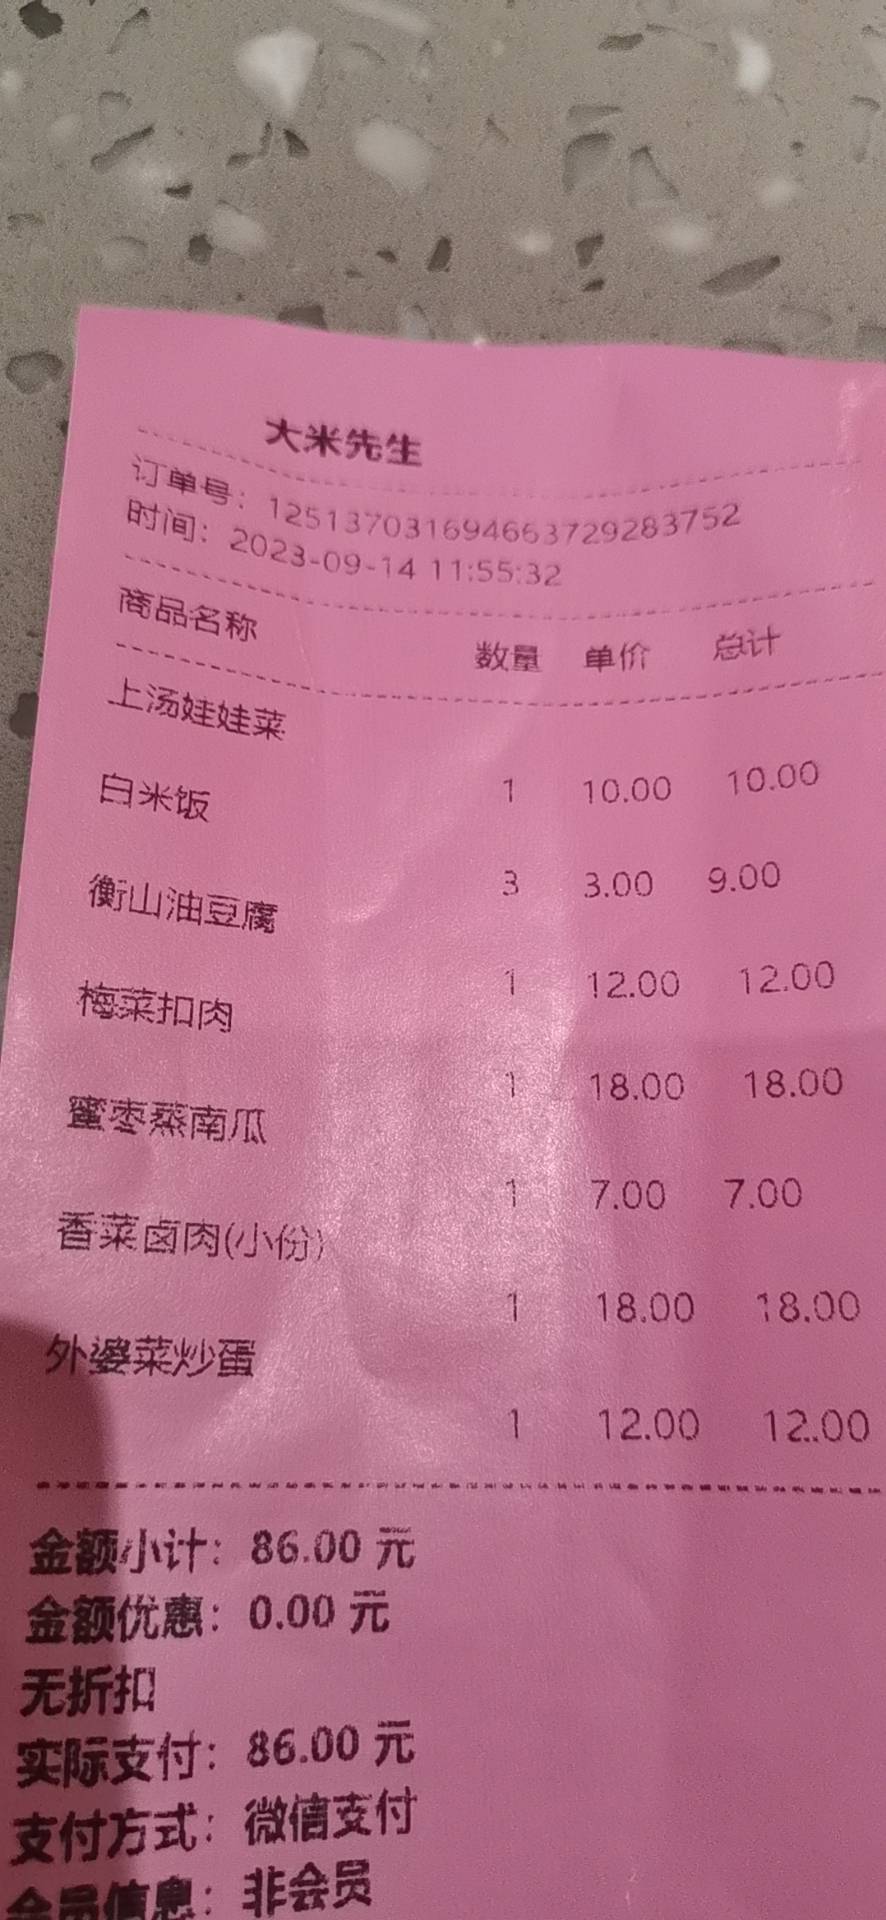 大米先生
订单号：125137031694663729283752
时间：2023-09-14 11:55:32
商品名称 数量 单价 总计
上汤娃娃菜
1 10.00 10.00
白米饭
3 3.00 9.00
衡山油豆腐
1 12.00 12.00
梅菜扣肉
1 18.00 18.00
蜜枣蒸南瓜
1 7.00 7.00
香菜卤肉(小份)
1 18.00 18.00
外婆菜炒蛋
1 12.00 12.00
金额小计：86.00 元
金额优惠：0.00 元
无折扣
实际支付：86.00 元
支付方式：微信支付
会员信息：非会员